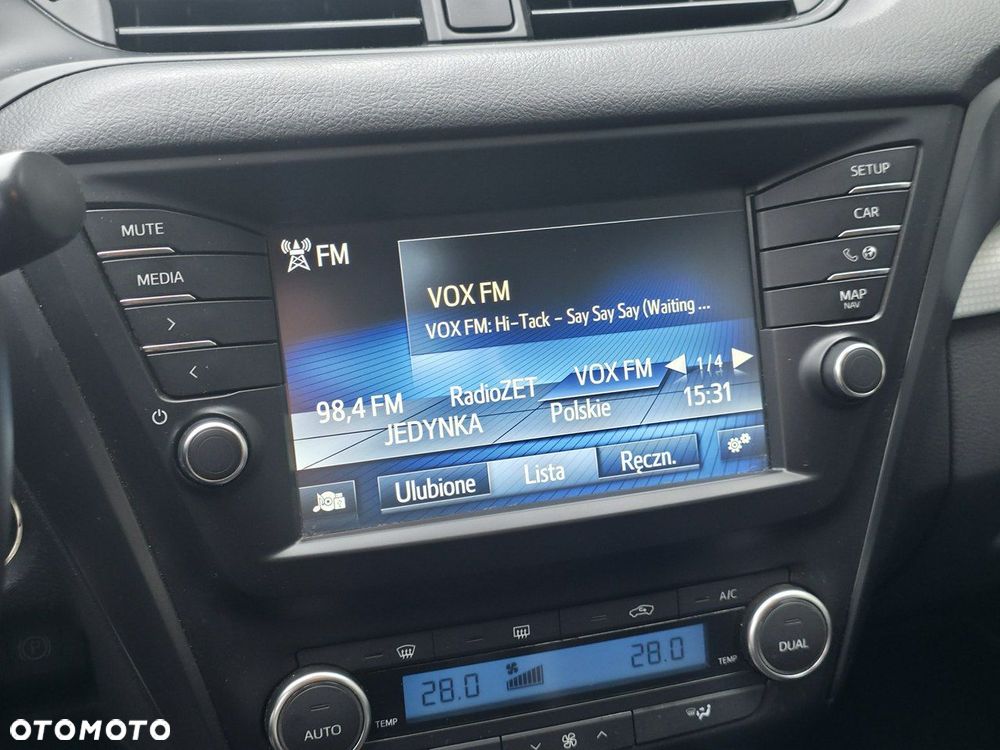 MUTE
MEDIA
>
<
SETUP
CAR
MAP
NAV
FM
VOX FM
VOX FM: Hi-Tack - Say Say Say (Waiting ...
98,4 FM
RadioZET
VOX FM
1/4
JEDYNKA
Polskie
15:31
Ulubione
Lista
Ręczn.
A/C
28.0
28.0
TEMP
TEMP
AUTO
DUAL
OTOMOTO